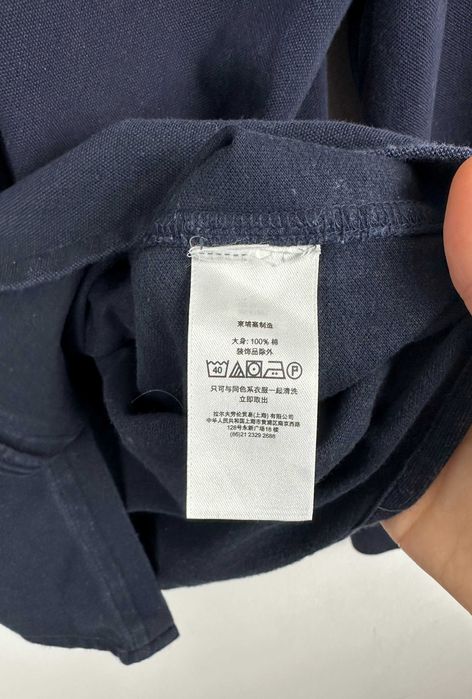 柬埔寨制造
大身: 100% 棉
装饰品除外
40 P
只可与同色系衣服一起清洗
立即取出
拉尔夫劳伦贸易(上海) 有限公司
中华人民共和国上海市黄浦区南京西路
128号永新广场18 楼
(86)21 2329 2688